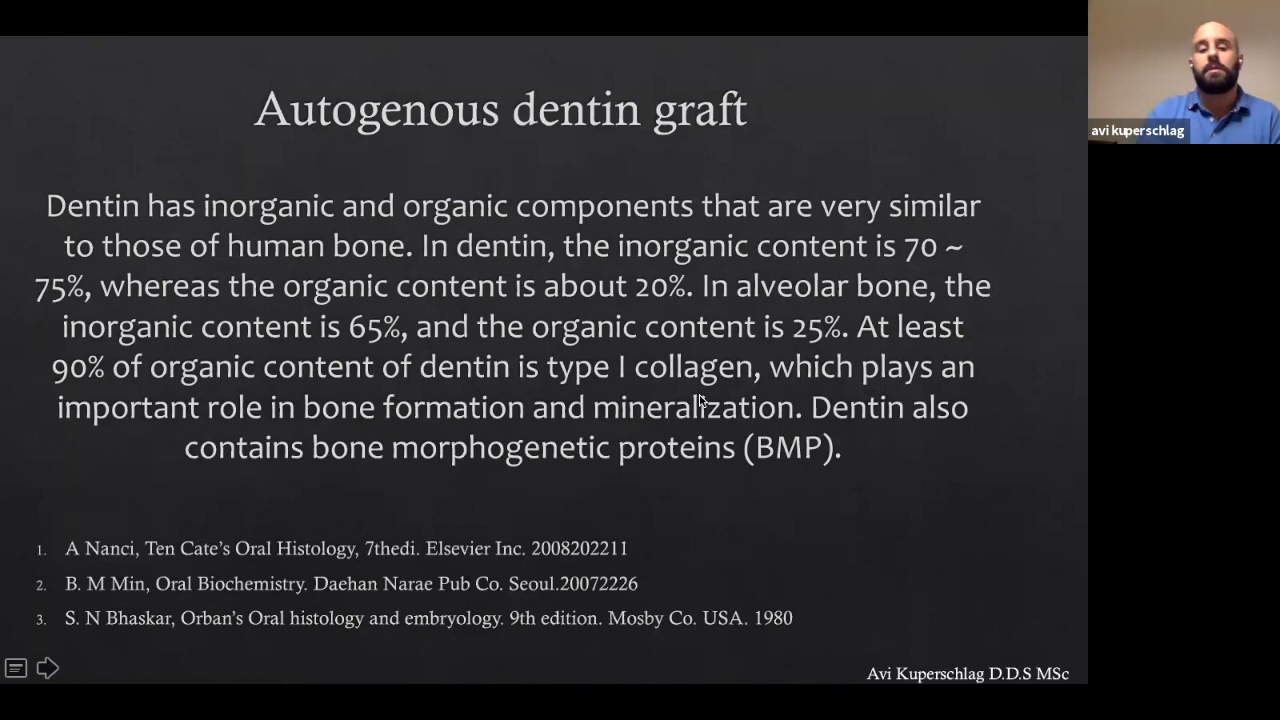 Autogenous dentin graft
Dentin has inorganic and organic components that are very similar
to those of human bone. In dentin, the inorganic content is 70 ~
75%, whereas the organic content is about 20%. In alveolar bone, the
inorganic content is 65%, and the organic content is 25%. At least
90% of organic content of dentin is type I collagen, which plays an
important role in bone formation and mineralization. Dentin also
contains bone morphogenetic proteins (BMP).
1. A Nanci, Ten Cate’s Oral Histology, 7thedi. Elsevier Inc. 2008202211
2. B. M Min, Oral Biochemistry. Daehan Narae Pub Co. Seoul.20072226
3. S. N Bhaskar, Orban’s Oral histology and embryology. 9th edition. Mosby Co. USA. 1980
Avi Kuperschlag D.D.S MSc
avi kuperschlag